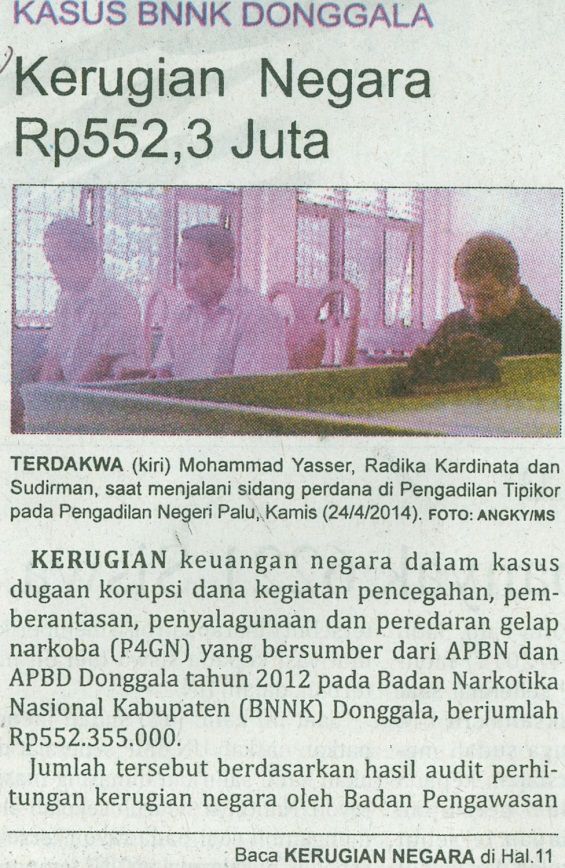 KASUS BNNK DONGGALA
Kerugian Negara
Rp552,3 Juta
TERDAKWA (kiri) Mohammad Yasser, Radika Kardinata dan
Sudirman, saat menjalani sidang perdana di Pengadilan Tipikor
pada Pengadilan Negeri Palu, Kamis (24/4/2014). FOTO: ANGKY/MS
KERUGIAN keuangan negara dalam kasus
dugaan korupsi dana kegiatan pencegahan, pem-
berantasan, penyalagunaan dan peredaran gelap
narkoba (P4GN) yang bersumber dari APBN dan
APBD Donggala tahun 2012 pada Badan Narkotika
Nasional Kabupaten (BNNK) Donggala, berjumlah
Rp552.355.000.
Jumlah tersebut berdasarkan hasil audit perhi-
tungan kerugian negara oleh Badan Pengawasan
Baca KERUGIAN NEGARA di Hal.11